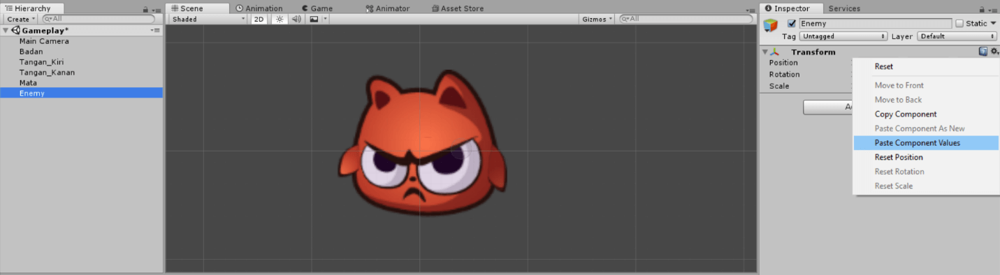 Hierarchy
Create
All
Gameplay*
Main Camera
Badan
Tangan_Kiri
Tangan_Kanan
Mata
Enemy
Scene Animation Game Animator Asset Store
Shaded 2D Gizmos All
Inspector Services
Enemy Static
Tag Untagged Layer Default
Transform
Position
Rotation
Scale
Reset
Move to Front
Move to Back
Copy Component
Paste Component As New
Paste Component Values
Reset Position
Reset Rotation
Reset Scale